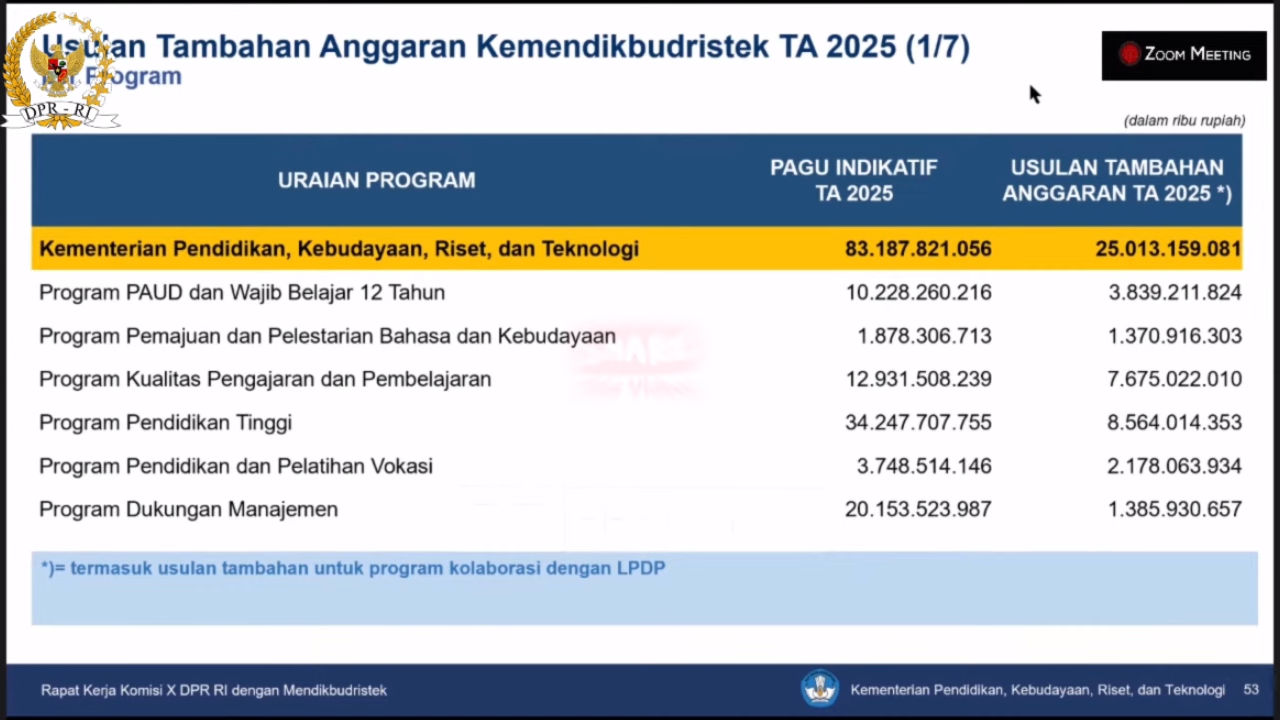 Usulan Tambahan Anggaran Kemendikbudristek TA 2025 (1/7)
Program
DPR - RI
ZOOM MEETING
(dalam ribu rupiah)
URAIAN PROGRAM
PAGU INDIKATIF
TA 2025
USULAN TAMBAHAN
ANGGARAN TA 2025 *)
Kementerian Pendidikan, Kebudayaan, Riset, dan Teknologi 83.187.821.056 25.013.159.081
Program PAUD dan Wajib Belajar 12 Tahun 10.228.260.216 3.839.211.824
Program Pemajuan dan Pelestarian Bahasa dan Kebudayaan 1.878.306.713 1.370.916.303
Program Kualitas Pengajaran dan Pembelajaran 12.931.508.239 7.675.022.010
Program Pendidikan Tinggi 34.247.707.755 8.564.014.353
Program Pendidikan dan Pelatihan Vokasi 3.748.514.146 2.178.063.934
Program Dukungan Manajemen 20.153.523.987 1.385.930.657
*)= termasuk usulan tambahan untuk program kolaborasi dengan LPDP
Rapat Kerja Komisi X DPR RI dengan Mendikbudristek
Kementerian Pendidikan, Kebudayaan, Riset, dan Teknologi 53